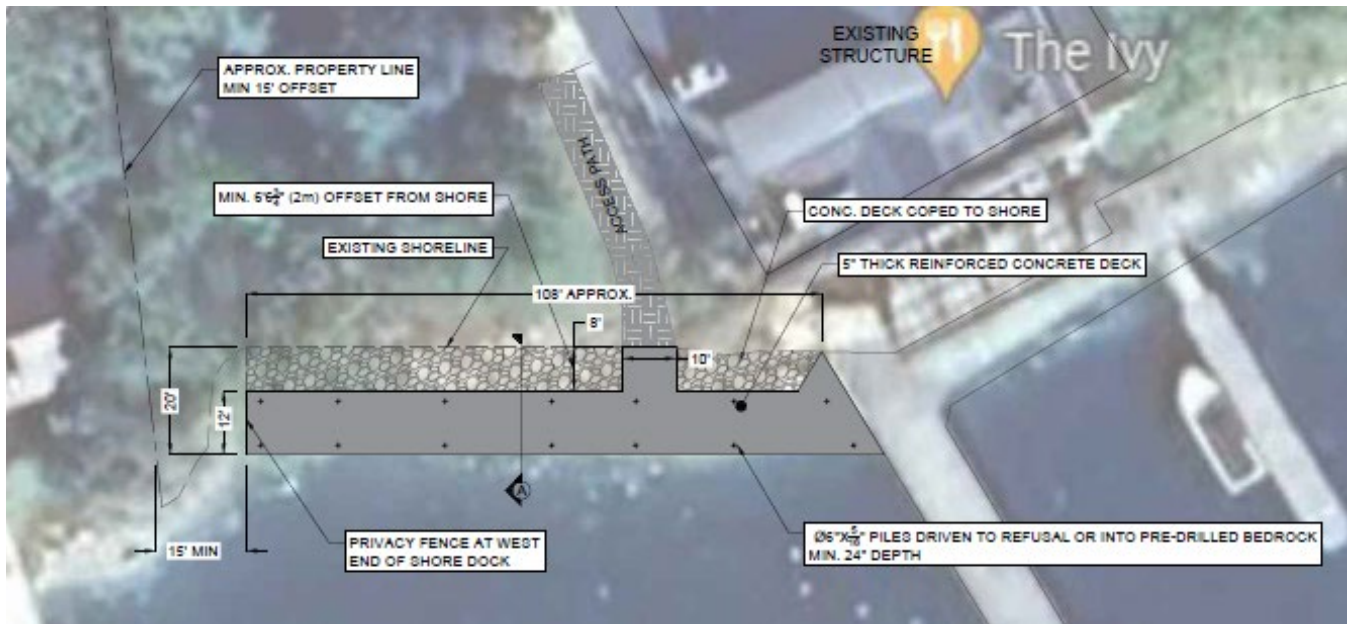 EXISTING
STRUCTURE
The Ivy
APPROX. PROPERTY LINE
MIN 15' OFFSET
ACCESS PATH
MIN. 6'6¾" (2m) OFFSET FROM SHORE
CONC. DECK COPED TO SHORE
EXISTING SHORELINE
5" THICK REINFORCED CONCRETE DECK
108' APPROX.
8'
10'
20'
12'
A
PRIVACY FENCE AT WEST
END OF SHORE DOCK
15' MIN
Ø6"X PILES DRIVEN TO REFUSAL OR INTO PRE-DRILLED BEDROCK
MIN. 24" DEPTH